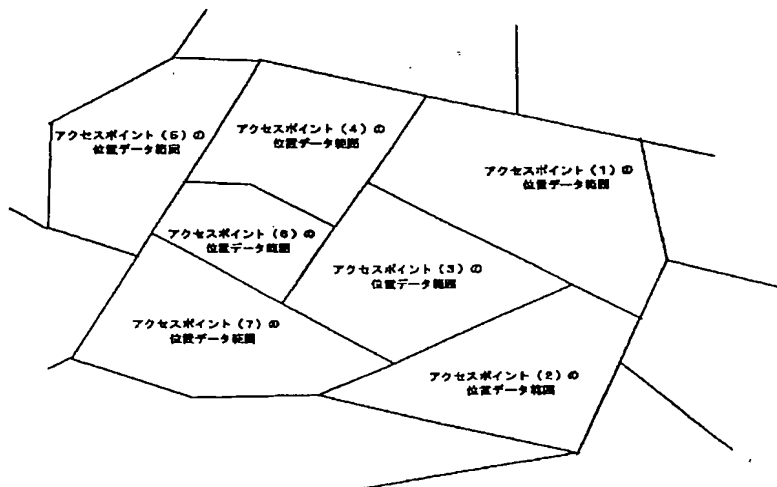 アクセスポイント（5）の
位置データ範囲
アクセスポイント（4）の
位置データ範囲
アクセスポイント（1）の
位置データ範囲
アクセスポイント（6）の
位置データ範囲
アクセスポイント（3）の
位置データ範囲
アクセスポイント（7）の
位置データ範囲
アクセスポイント（2）の
位置データ範囲